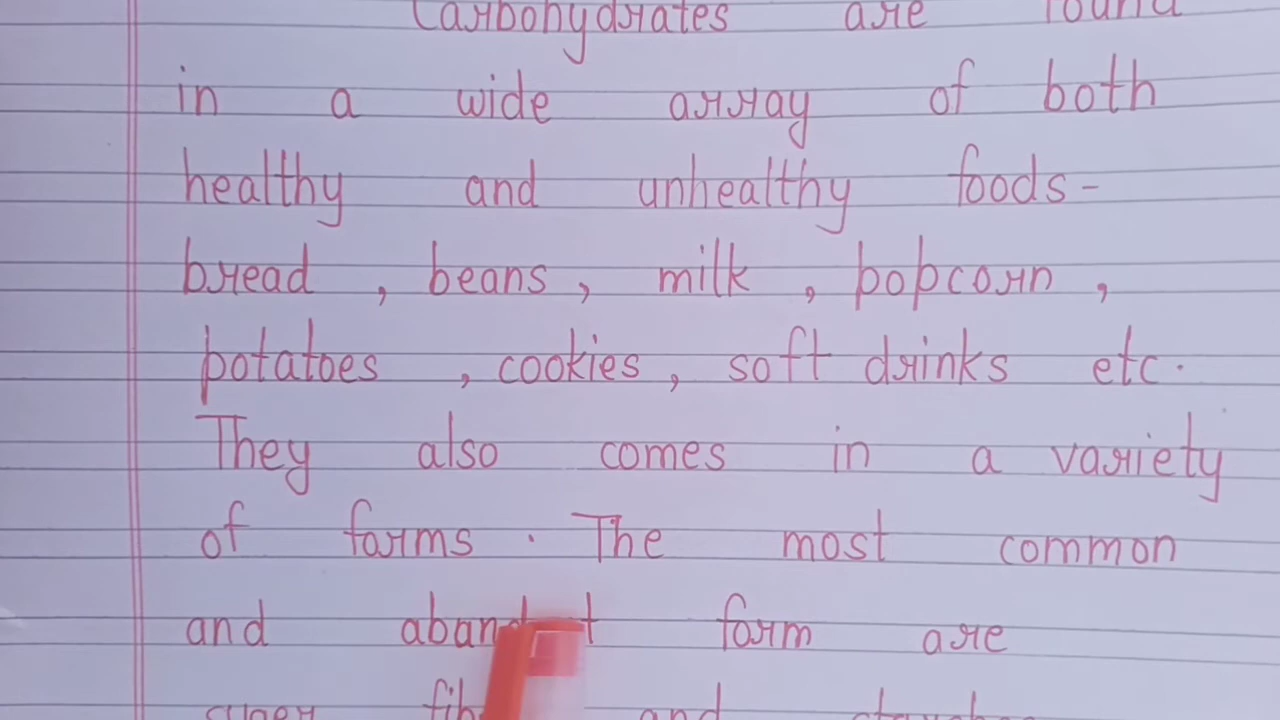 Carbohydrates are found
in a wide array of both
healthy and unhealthy foods-
bread , beans , milk , popcorn ,
potatoes , cookies , soft drinks etc.
They also comes in a variety
of forms . The most common
and form are
and